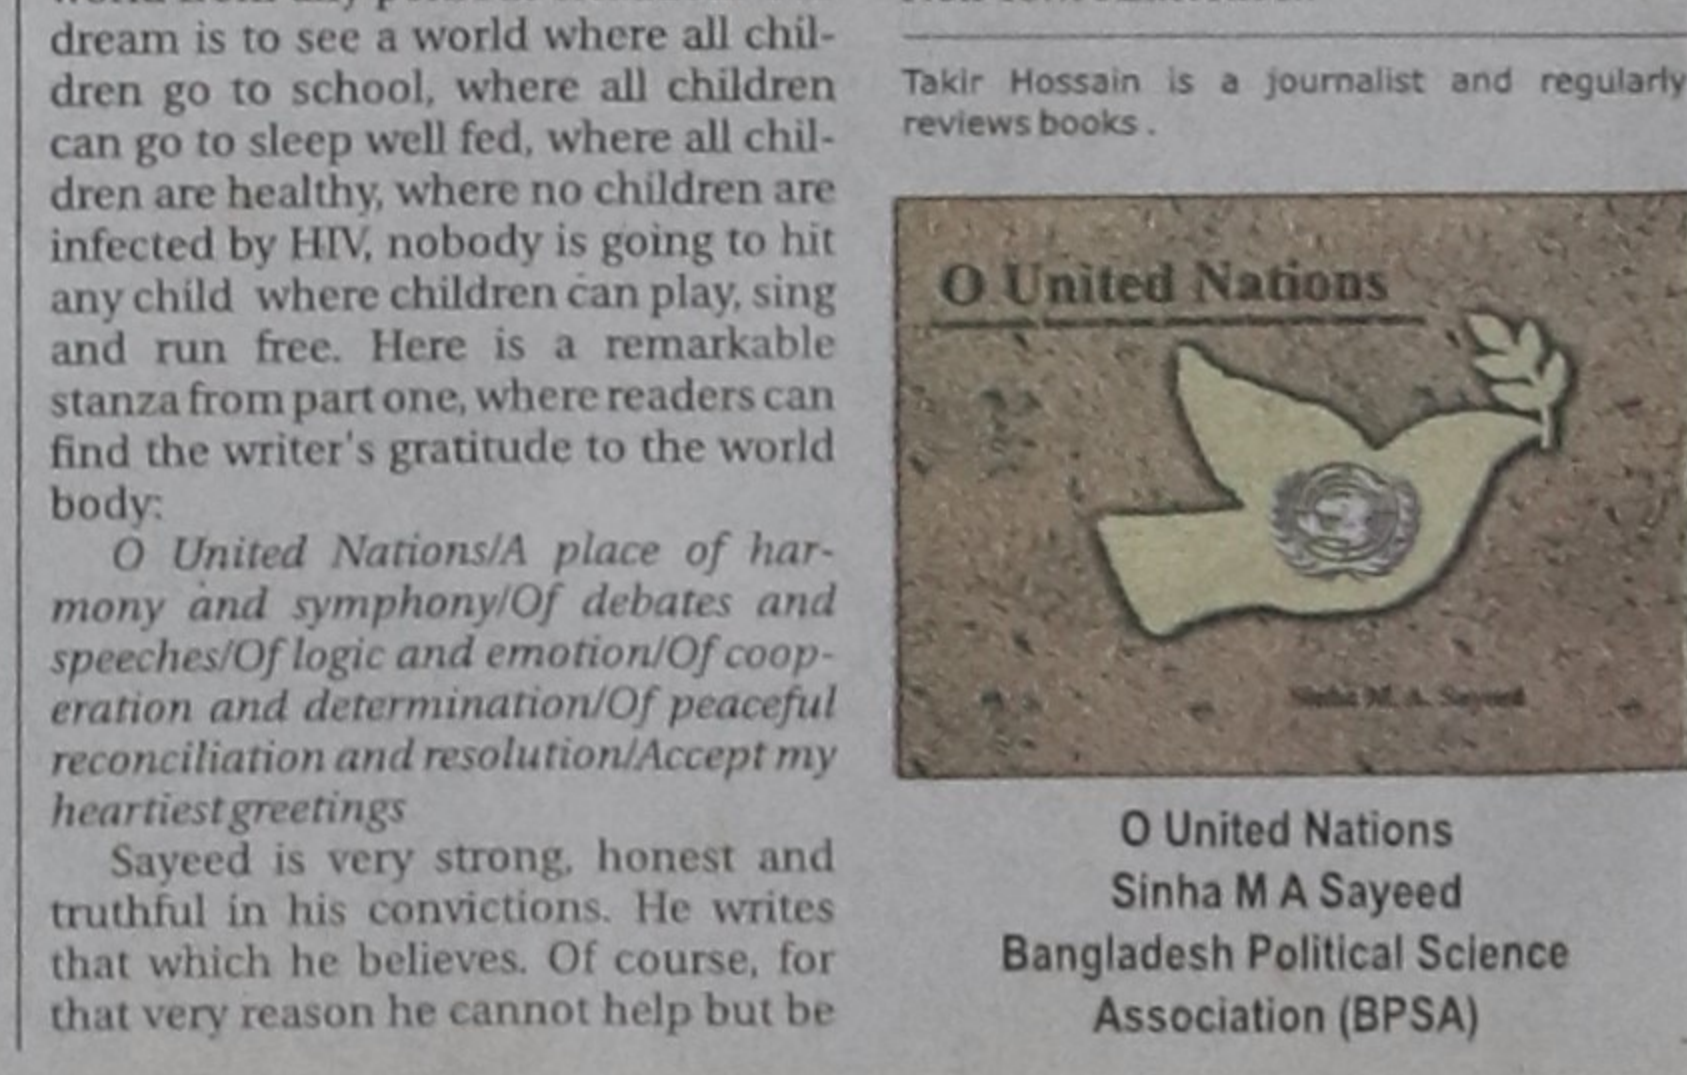 dream is to see a world where all chil-
dren go to school, where all children
can go to sleep well fed, where all chil-
dren are healthy, where no children are
infected by HIV, nobody is going to hit
any child where children can play, sing
and run free. Here is a remarkable
stanza from part one, where readers can
find the writer's gratitude to the world
body:
O United Nations/A place of har-
mony and symphony/Of debates and
speeches/Of logic and emotion/Of coop-
eration and determination/Of peaceful
reconciliation and resolution/Accept my
heartiest greetings
Sayeed is very strong, honest and
truthful in his convictions. He writes
that which he believes. Of course, for
that very reason he cannot help but be
Takir Hossain is a journalist and regularly
reviews books .
O United Nations
Sinha M. A. Sayeed
O United Nations
Sinha M A Sayeed
Bangladesh Political Science
Association (BPSA)